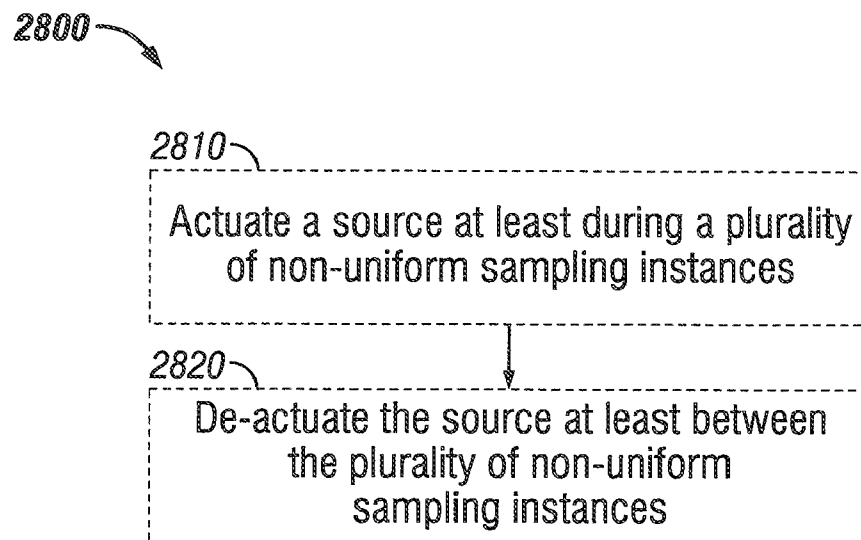 2800
2810
Actuate a source at least during a plurality
of non-uniform sampling instances
2820
De-actuate the source at least between
the plurality of non-uniform
sampling instances